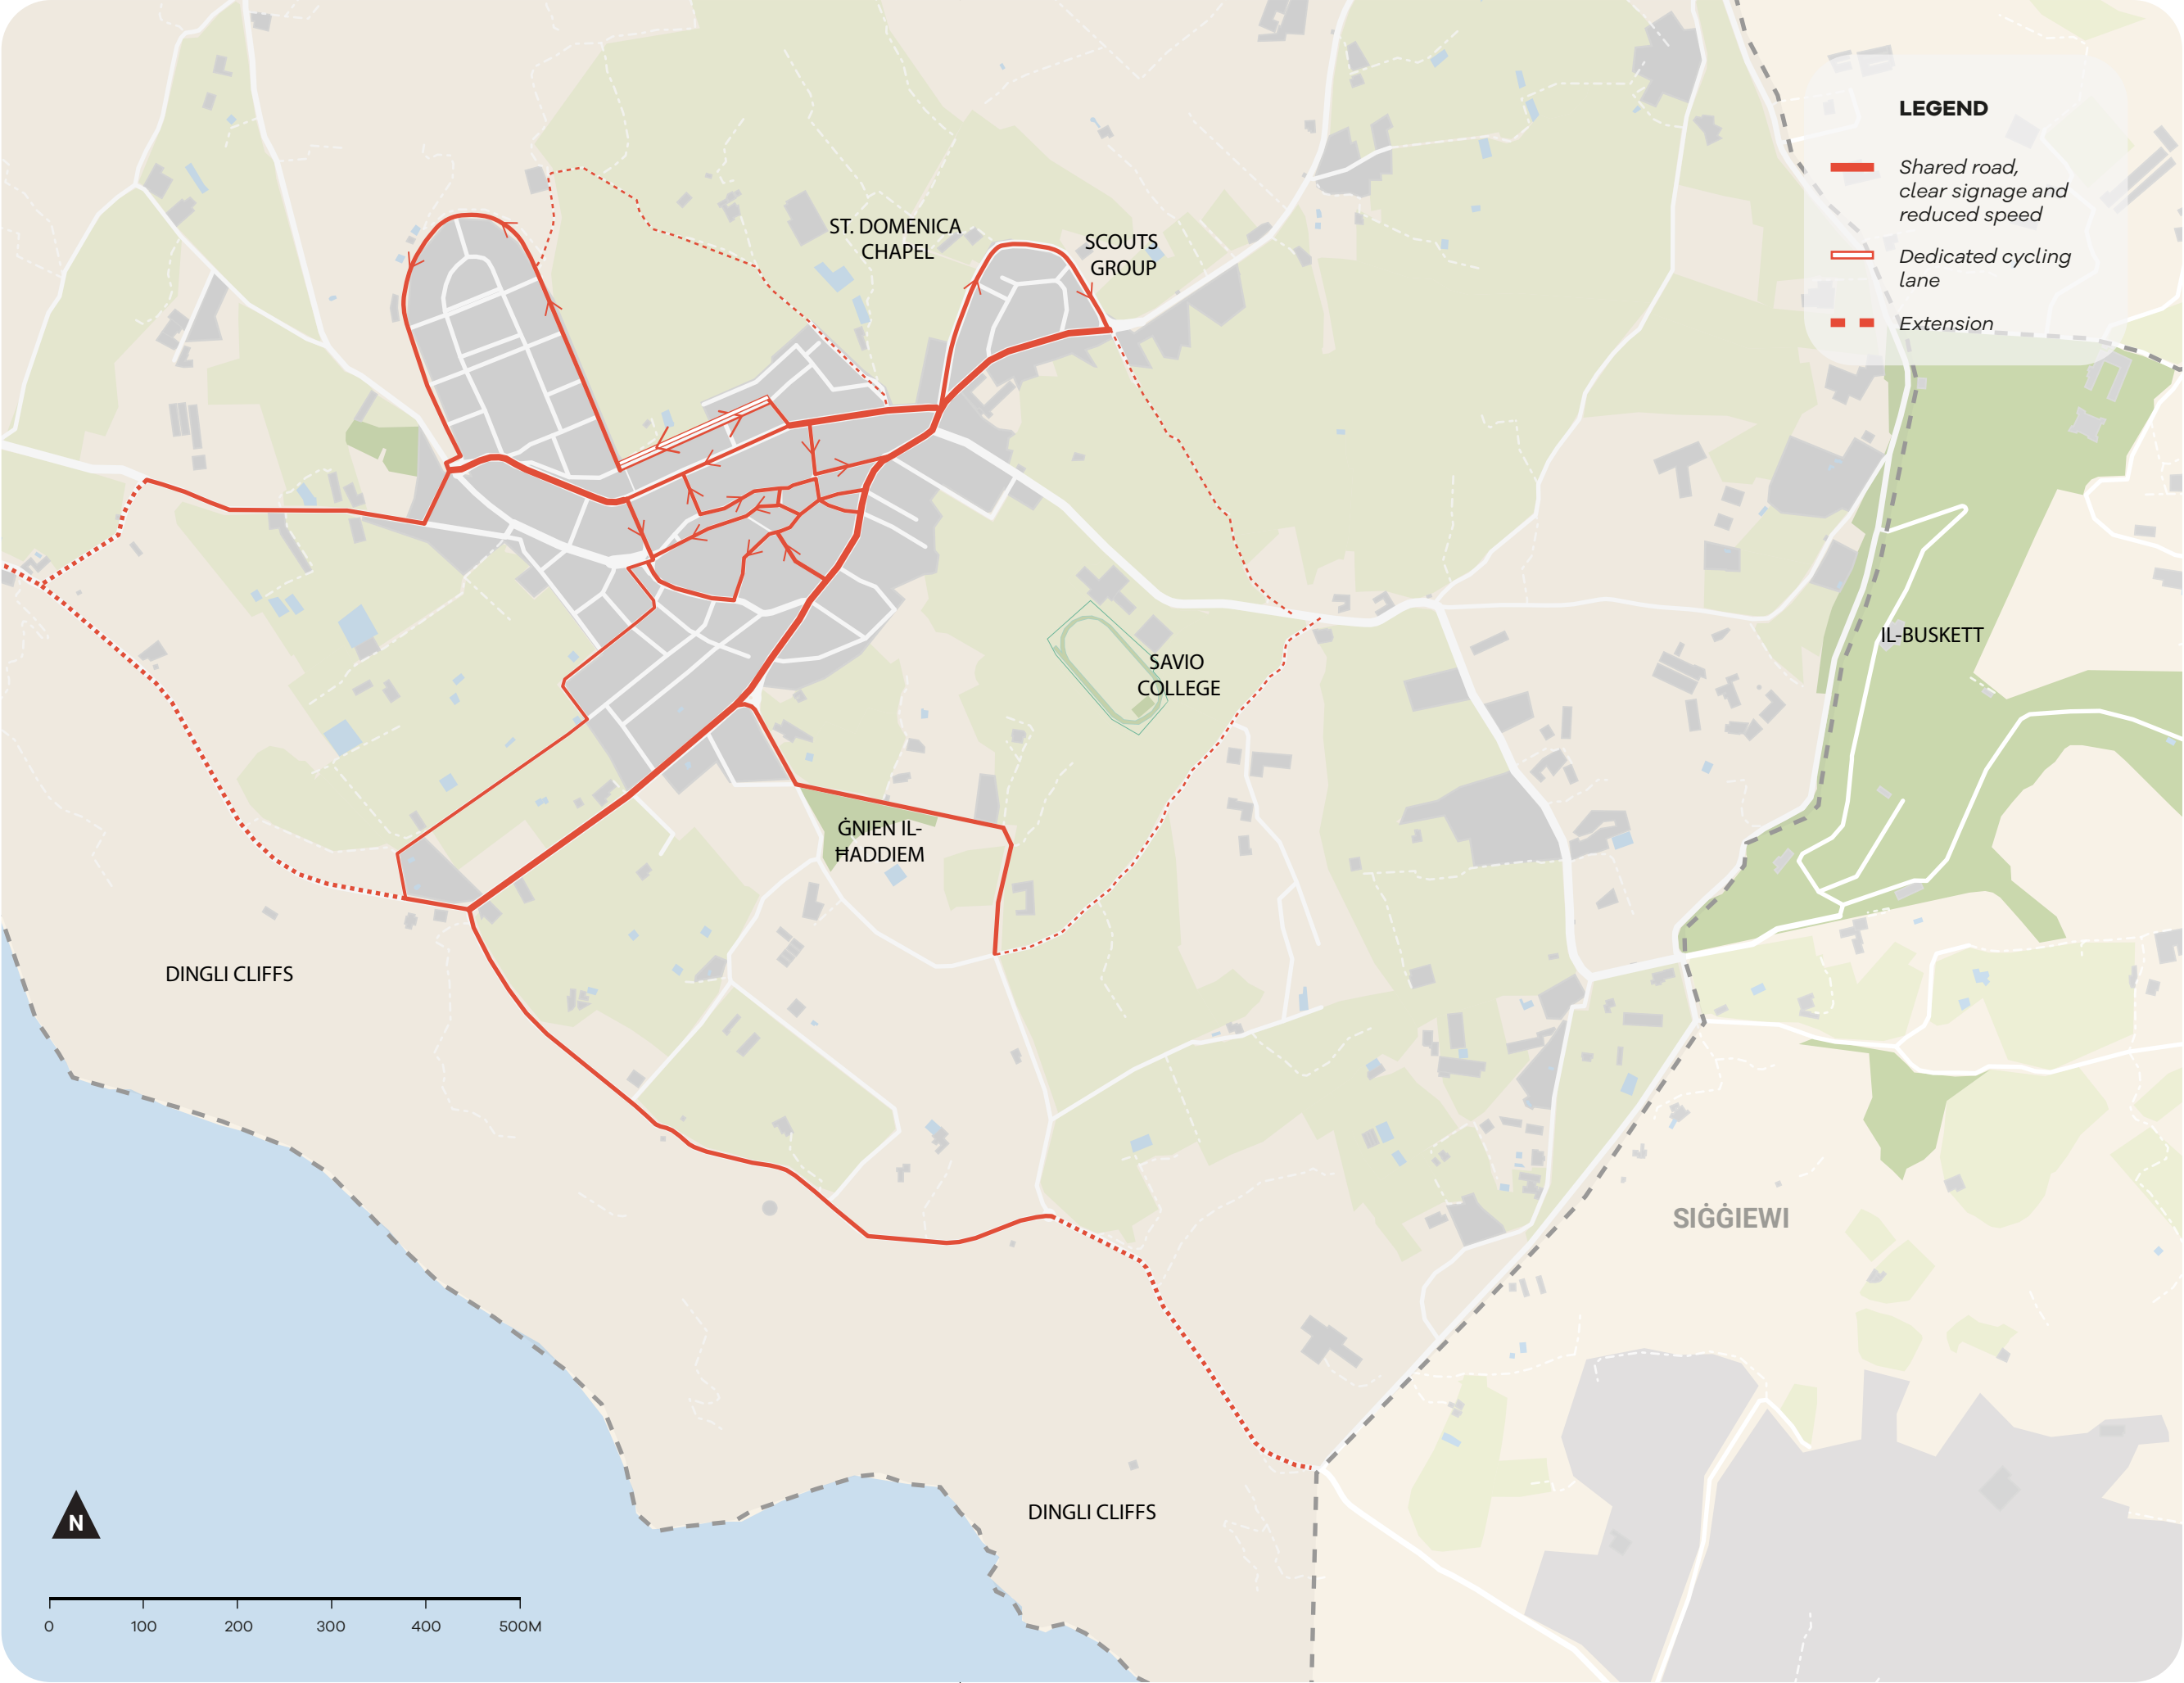 LEGEND
Shared road,
clear signage and
reduced speed
Dedicated cycling
lane
Extension
ST. DOMENICA
CHAPEL
SCOUTS
GROUP
IL-BUSKETT
SAVIO
COLLEGE
ĠNIEN IL-
ĦADDIEM
DINGLI CLIFFS
SIĠĠIEWI
DINGLI CLIFFS
N
0 100 200 300 400 500M